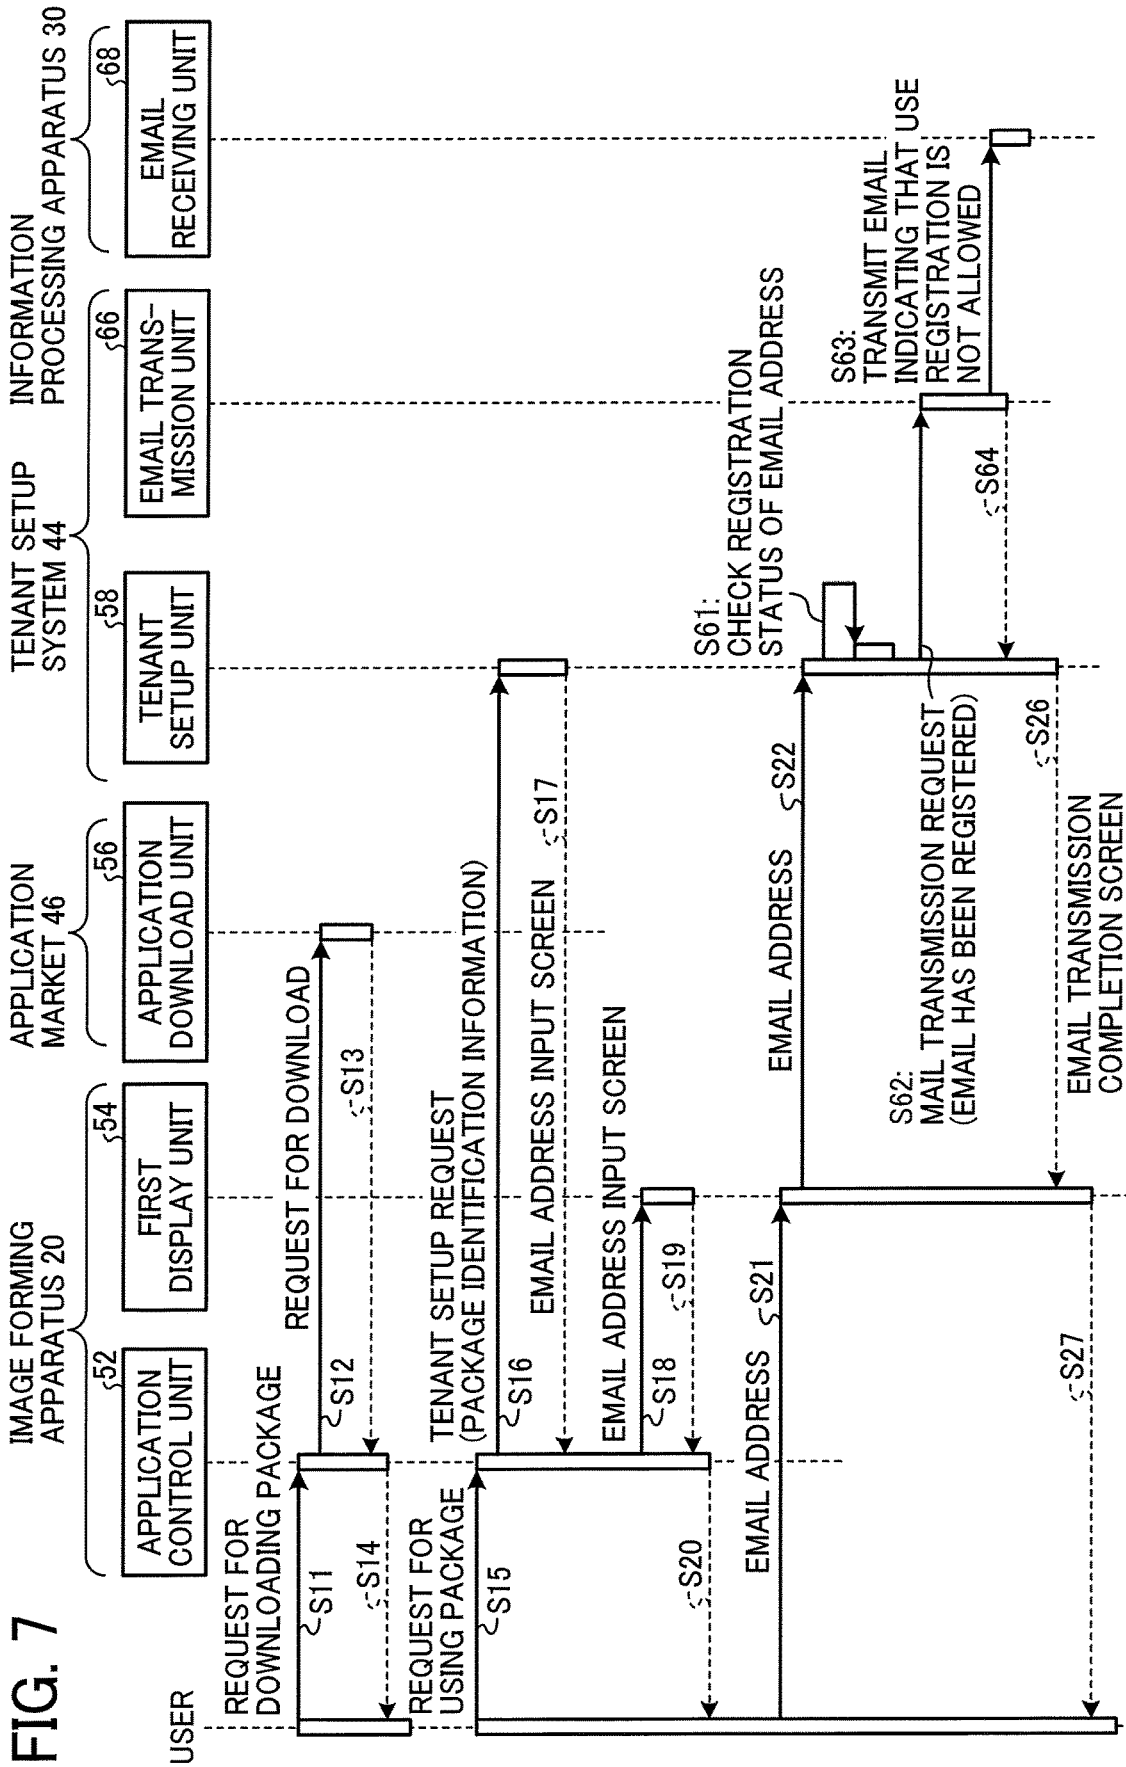 FIG. 7
IMAGE FORMING
APPARATUS 20
APPLICATION
MARKET 46
TENANT SETUP
SYSTEM 44
INFORMATION
PROCESSING APPARATUS 30
USER
52
APPLICATION
CONTROL UNIT
54
FIRST
DISPLAY UNIT
56
APPLICATION
DOWNLOAD UNIT
58
TENANT
SETUP UNIT
66
EMAIL TRANS-
MISSION UNIT
68
EMAIL
RECEIVING UNIT
REQUEST FOR
DOWNLOADING PACKAGE
S11
REQUEST FOR DOWNLOAD
S12
S13
S14
REQUEST FOR
USING PACKAGE
S15
TENANT SETUP REQUEST
(PACKAGE IDENTIFICATION INFORMATION)
S16
EMAIL ADDRESS INPUT SCREEN
S17
EMAIL ADDRESS INPUT SCREEN
S18
S19
S20
EMAIL ADDRESS
S21
EMAIL ADDRESS
S22
S61:
CHECK REGISTRATION
STATUS OF EMAIL ADDRESS
S62:
MAIL TRANSMISSION REQUEST
(EMAIL HAS BEEN REGISTERED)
S63:
TRANSMIT EMAIL
INDICATING THAT USE
REGISTRATION IS
NOT ALLOWED
S64
S26
EMAIL TRANSMISSION
COMPLETION SCREEN
S27